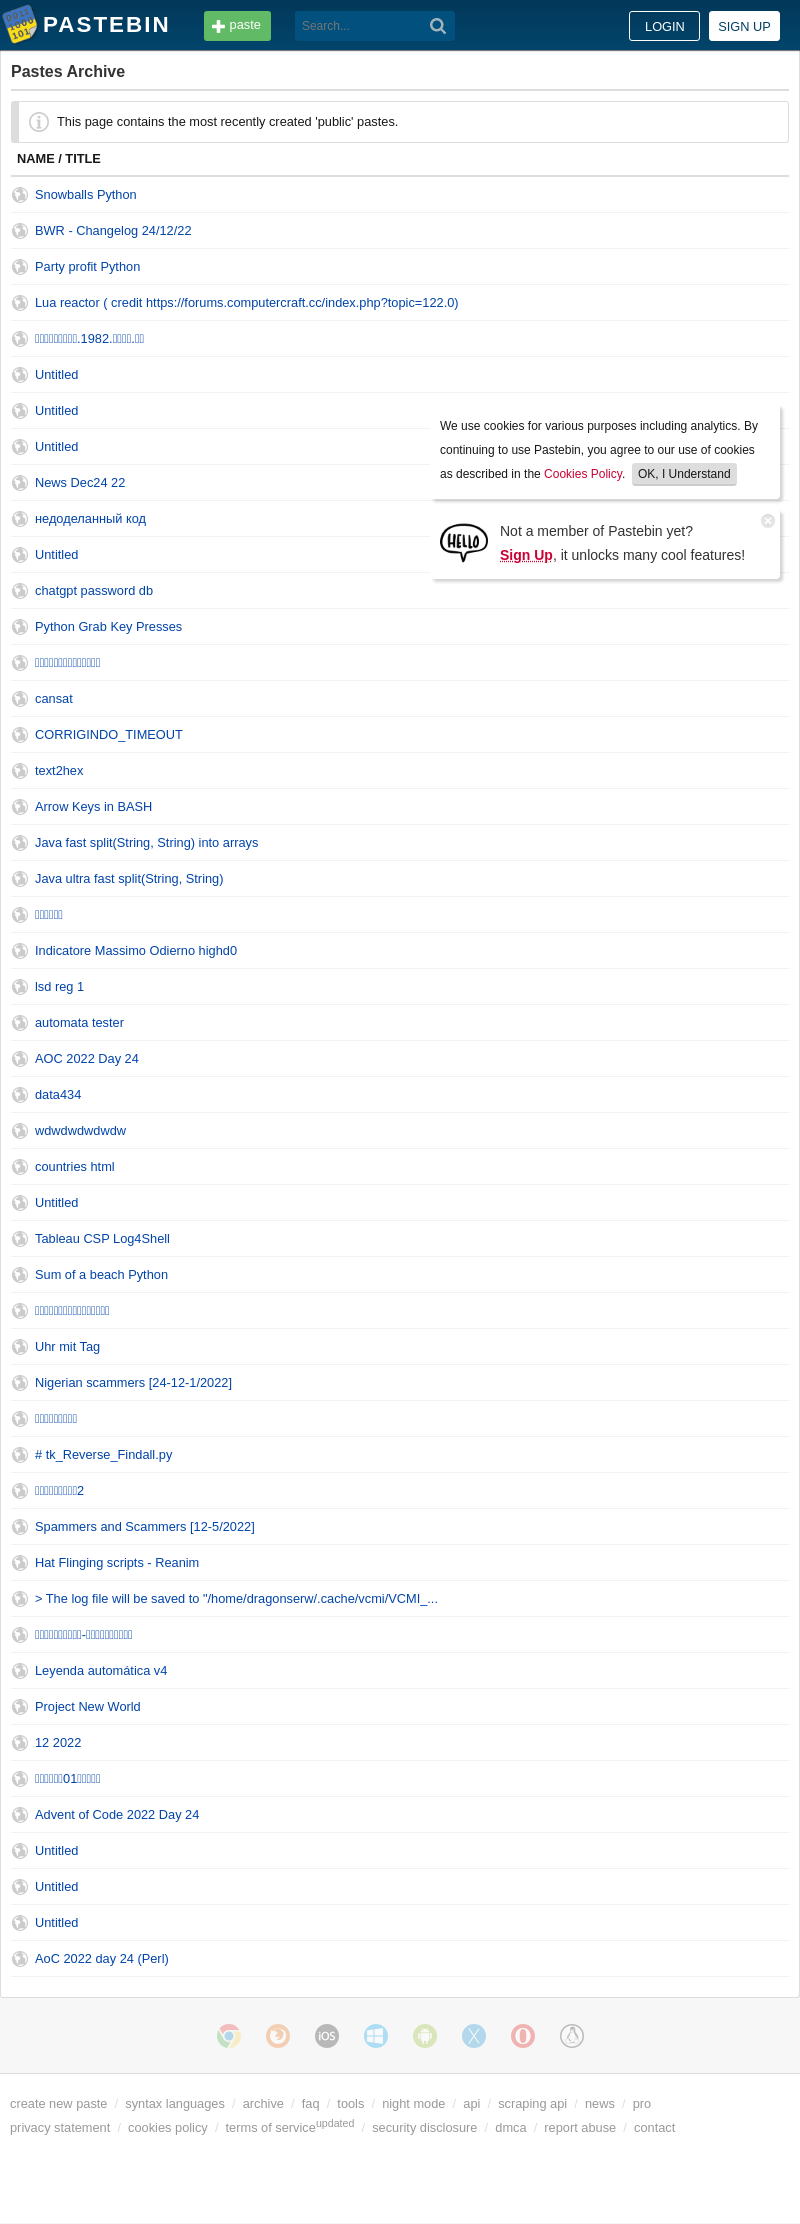 PASTEBIN
paste
Search...
LOGIN
SIGN UP
Pastes Archive
This page contains the most recently created 'public' pastes.
NAME / TITLE
Snowballs Python
BWR - Changelog 24/12/22
Party profit Python
Lua reactor ( credit https://forums.computercraft.cc/index.php?topic=122.0)
.1982.
Untitled
Untitled
Untitled
News Dec24 22
недоделанный код
Untitled
We use cookies for various purposes including analytics. By
continuing to use Pastebin, you agree to our use of cookies
as described in the Cookies Policy. OK, I Understand
HELLO
Not a member of Pastebin yet?
Sign Up, it unlocks many cool features!
chatgpt password db
Python Grab Key Presses
cansat
CORRIGINDO_TIMEOUT
text2hex
Arrow Keys in BASH
Java fast split(String, String) into arrays
Java ultra fast split(String, String)
Indicatore Massimo Odierno highd0
lsd reg 1
automata tester
AOC 2022 Day 24
data434
wdwdwdwdwdw
countries html
Untitled
Tableau CSP Log4Shell
Sum of a beach Python
Uhr mit Tag
Nigerian scammers [24-12-1/2022]
# tk_Reverse_Findall.py
2
Spammers and Scammers [12-5/2022]
Hat Flinging scripts - Reanim
> The log file will be saved to "/home/dragonserw/.cache/vcmi/VCMI_...
-
Leyenda automática v4
Project New World
12 2022
01
Advent of Code 2022 Day 24
Untitled
Untitled
Untitled
AoC 2022 day 24 (Perl)
iOS
create new paste / syntax languages / archive / faq / tools / night mode / api / scraping api / news / pro
privacy statement / cookies policy / terms of service updated / security disclosure / dmca / report abuse / contact